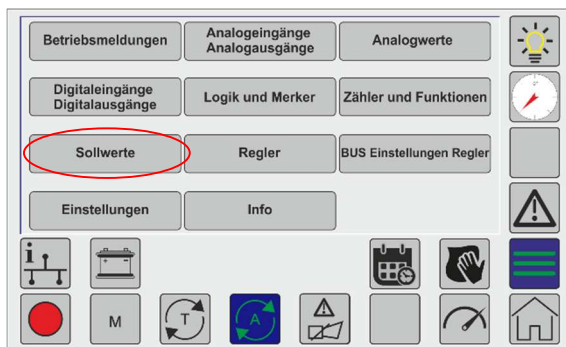 Betriebsmeldungen
Analogeingänge
Analogausgänge
Analogwerte
Digitaleingänge
Digitalausgänge
Logik und Merker
Zähler und Funktionen
Sollwerte
Regler
BUS Einstellungen Regler
Einstellungen
Info
i
M
T
A